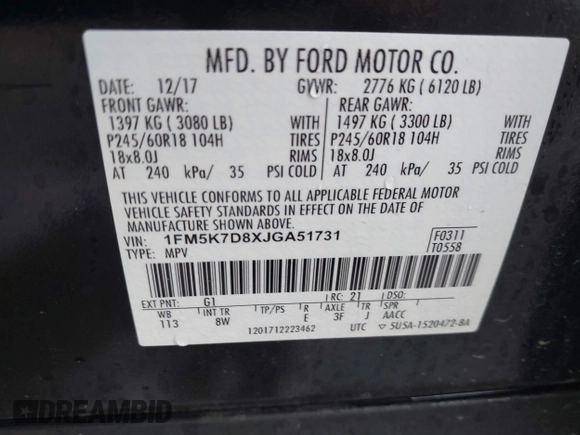 MFD. BY FORD MOTOR CO.
DATE: 12/17 GVWR: 2776 KG ( 6120 LB)
FRONT GAWR: REAR GAWR:
1397 KG ( 3080 LB) WITH 1497 KG ( 3300 LB) WITH
P245/60R18 104H TIRES P245/60R18 104H TIRES
18x8.0J RIMS 18x8.0J RIMS
AT 240 kPa/ 35 PSI COLD AT 240 kPa/ 35 PSI COLD
THIS VEHICLE CONFORMS TO ALL APPLICABLE FEDERAL MOTOR
VEHICLE SAFETY STANDARDS IN EFFECT ON THE DATE OF
MANUFACTURE SHOWN ABOVE.
VIN: 1FM5K7D8XJGA51731 F0311
TYPE: MPV T0558
EXT PNT: G1 RC: 21 DSO:
WB INT TR TP/PS R AXLE TR SPR
113 8W E 3F J AACC
1201712223462 UTC 5U5A-1520472-BA
DREAMBID